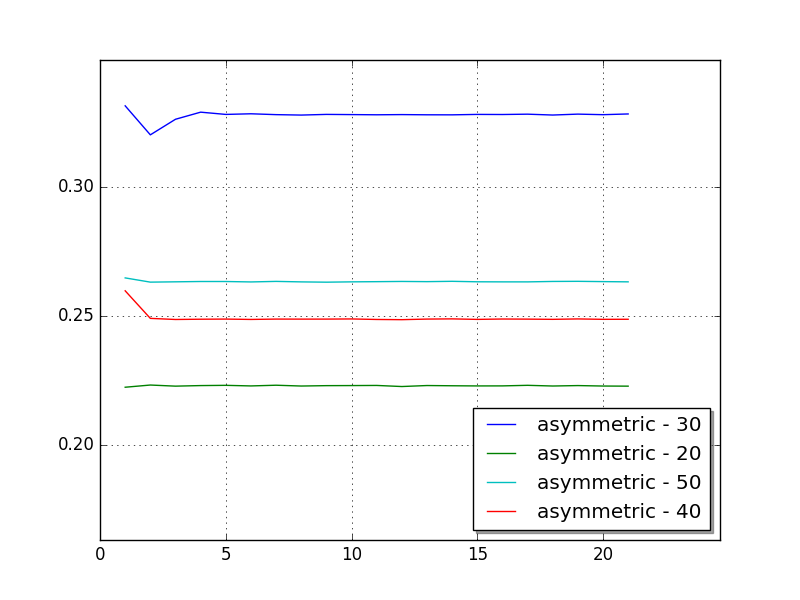 0.30
0.25
0.20
asymmetric - 30
asymmetric - 20
asymmetric - 50
asymmetric - 40
0 5 10 15 20